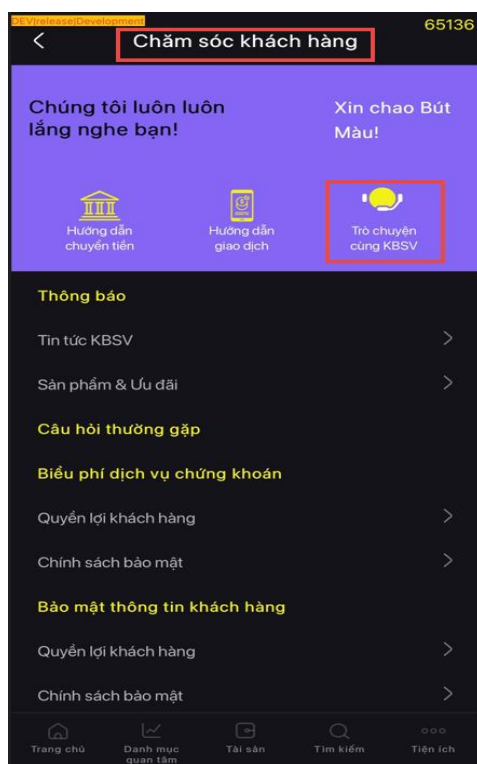 DEV|release|Development
65136
Chăm sóc khách hàng
Chúng tôi luôn luôn
lắng nghe bạn!
Xin chao Bút
Màu!
Hướng dẫn
chuyển tiền
Hướng dẫn
giao dịch
Trò chuyện
cùng KBSV
Thông báo
Tin tức KBSV
Sản phẩm & Ưu đãi
Câu hỏi thường gặp
Biểu phí dịch vụ chứng khoán
Quyền lợi khách hàng
Chính sách bảo mật
Bảo mật thông tin khách hàng
Quyền lợi khách hàng
Chính sách bảo mật
Trang chủ
Danh mục
quan tâm
Tài sản
Tìm kiếm
Tiện ích